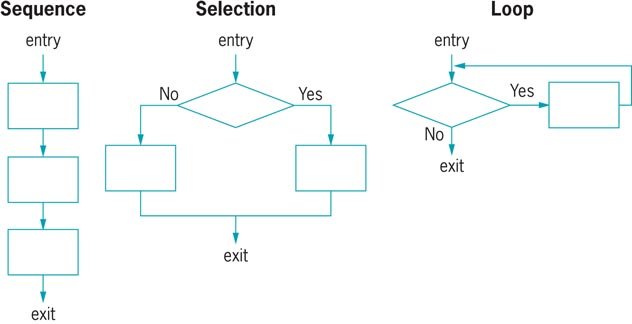 Sequence
entry
exit
Selection
entry
No
Yes
exit
Loop
entry
Yes
No
exit